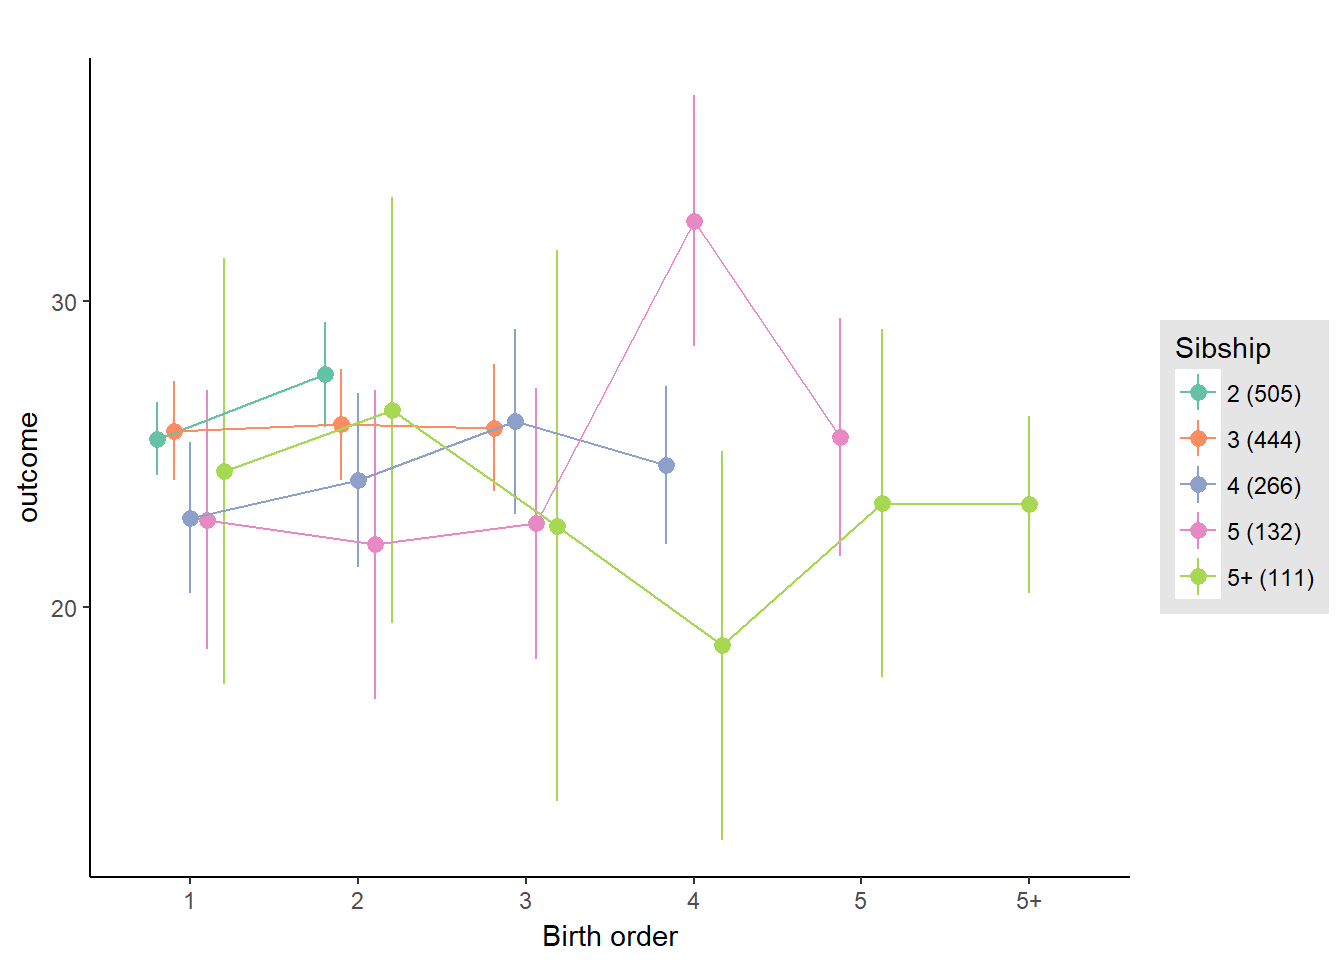 30
20
outcome
1 2 3 4 5 5+
Birth order
Sibship
2 (505)
3 (444)
4 (266)
5 (132)
5+ (111)